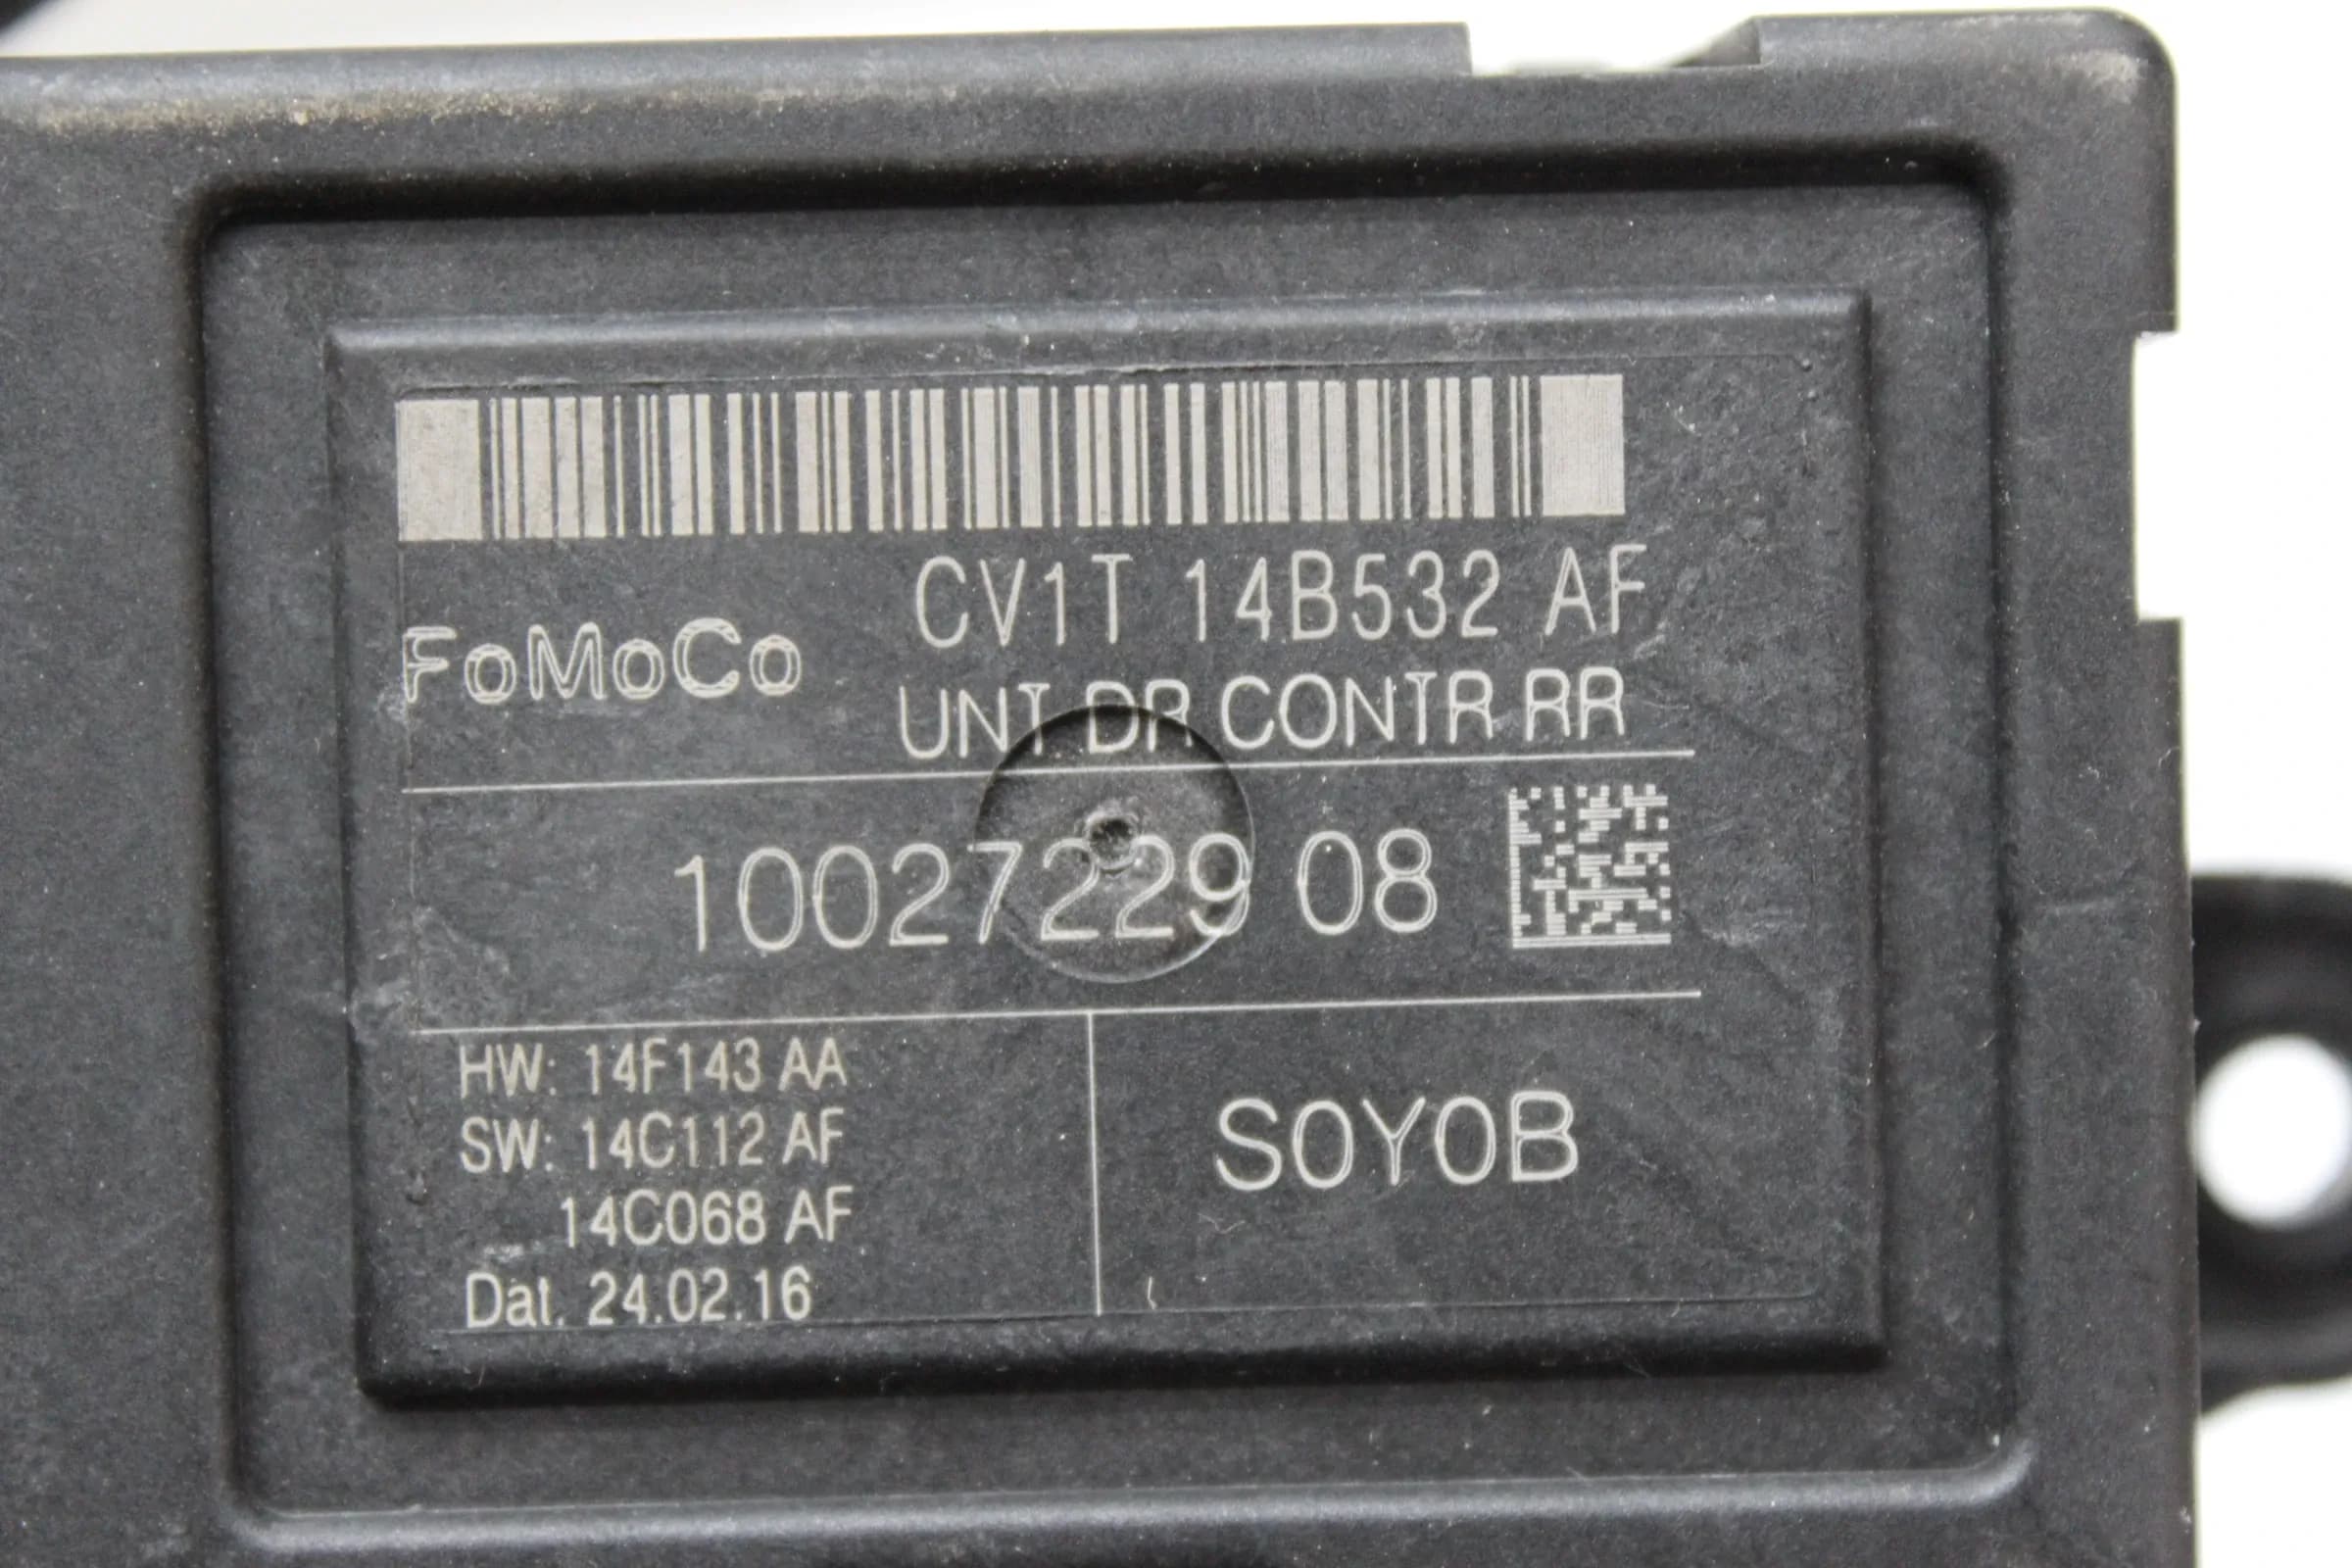 CV1T 14B532 AF
FoMoCo
UNT DR CONTR RR
10027229 08
HW: 14F143 AA
SW: 14C112 AF
14C068 AF
Dat. 24.02.16
S0Y0B